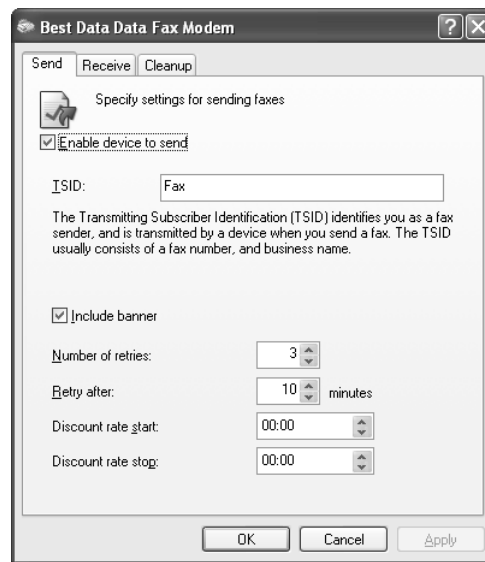 Best Data Data Fax Modem
Send Receive Cleanup
Specify settings for sending faxes
Enable device to send
TSID: Fax
The Transmitting Subscriber Identification (TSID) identifies you as a fax
sender, and is transmitted by a device when you send a fax. The TSID
usually consists of a fax number, and business name.
Include banner
Number of retries: 3
Retry after: 10 minutes
Discount rate start: 00:00
Discount rate stop: 00:00
OK Cancel Apply